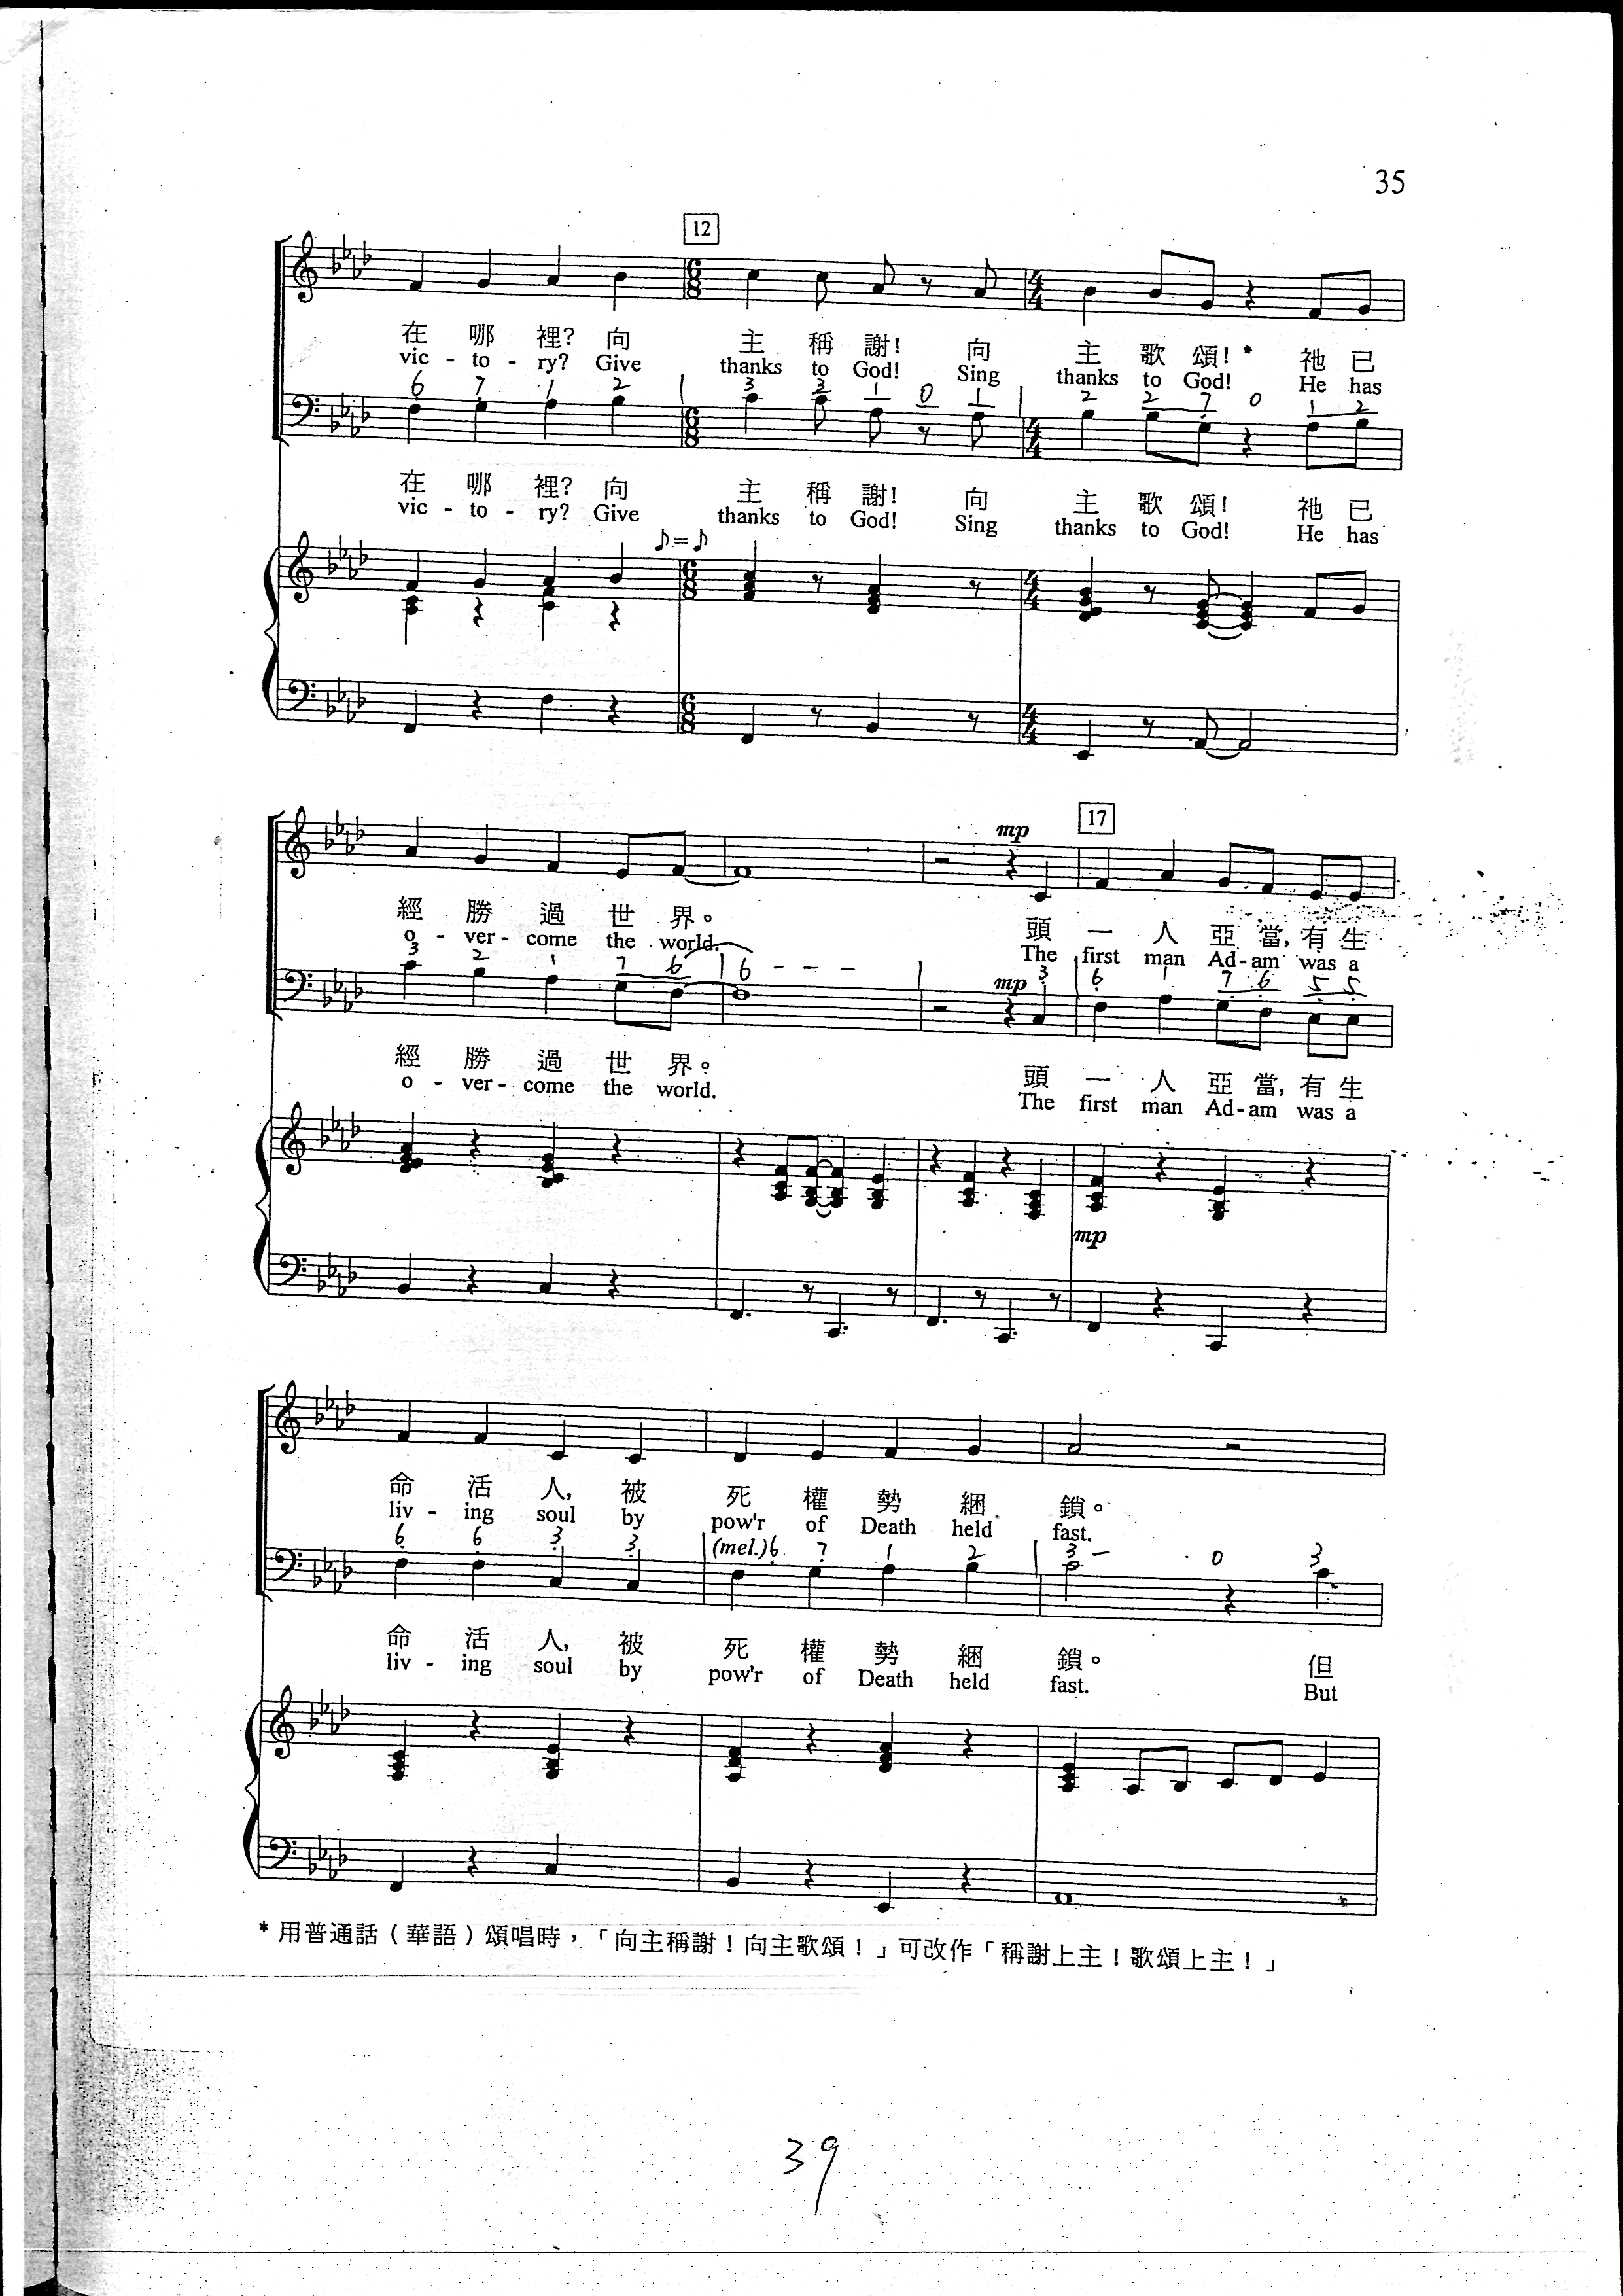 35
12
在 哪 裡? 向 主 稱 謝! 向 主 歌 頌! * 祂 已
vic - to - ry? Give thanks to God! Sing thanks to God! He has
6 7 1 2 | 3 3 1 0 1 | 2 2 7 0 1 2
在 哪 裡? 向 主 稱 謝! 向 主 歌 頌! 祂 已
vic - to - ry? Give thanks to God! Sing thanks to God! He has
♪=♪
mp 17
經 勝 過 世 界。 頭 一 人 亞 當, 有 生
o - ver - come the world. The first man Ad-am was a
3 2 1 7 6 | 6 - - - | 3 | 6 1 7 6 5 5
mp
經 勝 過 世 界。 頭 一 人 亞 當, 有 生
o - ver - come the world. The first man Ad-am was a
mp
命 活 人, 被 死 權 勢 綑 鎖。
liv - ing soul by pow'r of Death held fast.
6 6 3 3 | (mel.) 6 7 1 2 | 3 - 0 3
命 活 人, 被 死 權 勢 綑 鎖。 但
liv - ing soul by pow'r of Death held fast. But
* 用普通話（華語）頌唱時，「向主稱謝！向主歌頌！」可改作「稱謝上主！歌頌上主！」
39